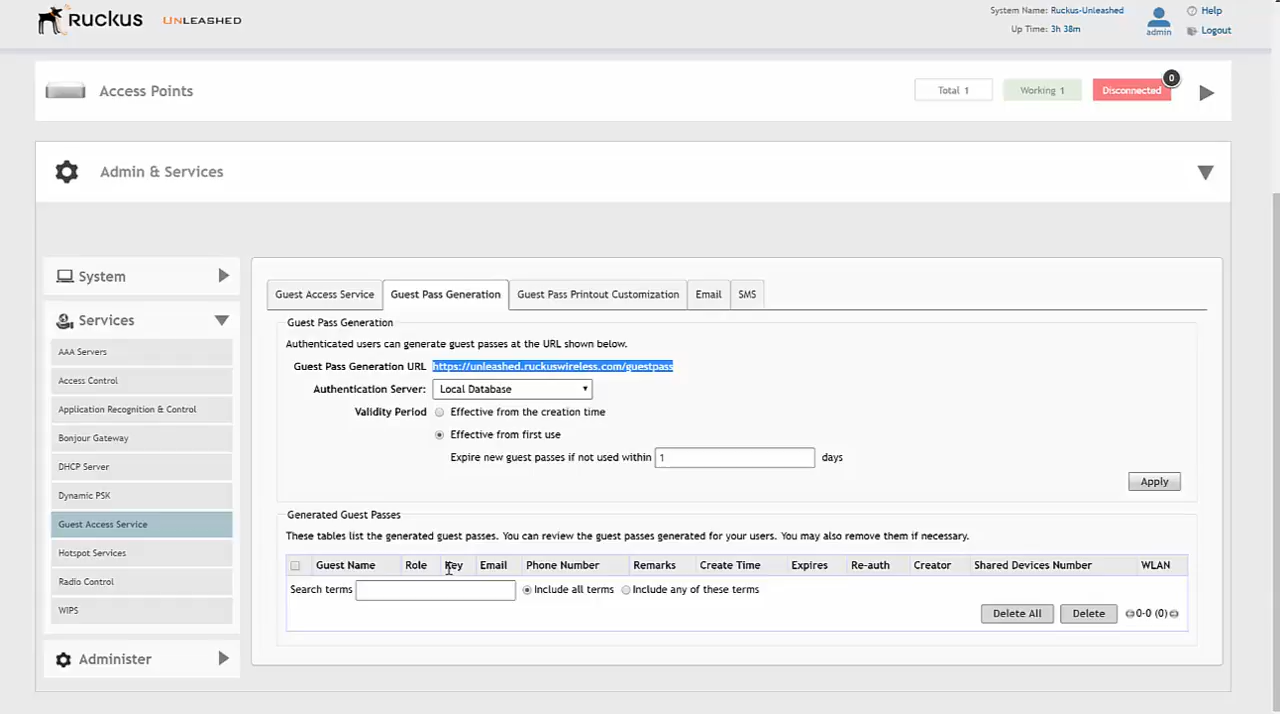 Ruckus UNLEASHED
System Name: Ruckus-Unleashed
Up Time: 3h 38m
admin
Help
Logout
Access Points
Total 1
Working 1
Disconnected
0
Admin & Services
System
Services
AAA Servers
Access Control
Application Recognition & Control
Bonjour Gateway
DHCP Server
Dynamic PSK
Guest Access Service
Hotspot Services
Radio Control
WIPS
Administer
Guest Access Service Guest Pass Generation Guest Pass Printout Customization Email SMS
Guest Pass Generation
Authenticated users can generate guest passes at the URL shown below.
Guest Pass Generation URL https://unleashed.ruckuswireless.com/guestpass
Authentication Server: Local Database
Validity Period Effective from the creation time
Effective from first use
Expire new guest passes if not used within 1 days
Apply
Generated Guest Passes
These tables list the generated guest passes. You can review the guest passes generated for your users. You may also remove them if necessary.
Guest Name Role Key Email Phone Number Remarks Create Time Expires Re-auth Creator Shared Devices Number WLAN
Search terms Include all terms Include any of these terms
Delete All Delete 0-0 (0)